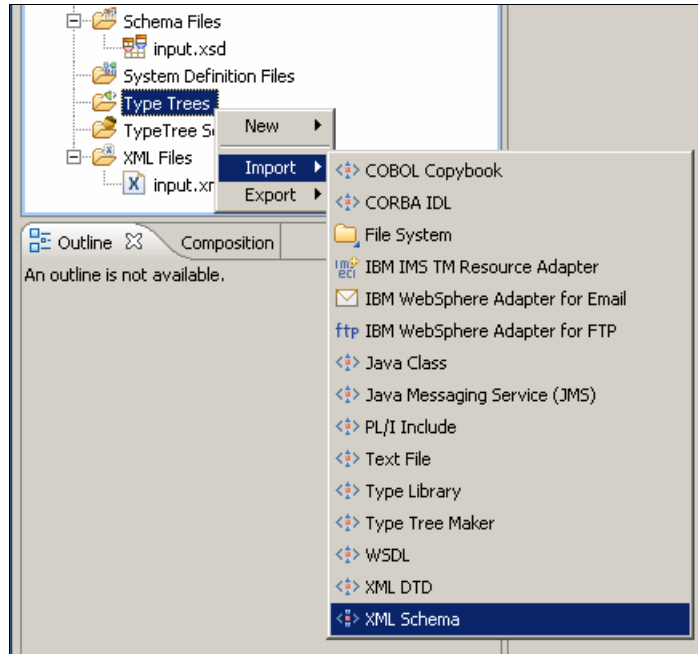 Schema Files
input.xsd
System Definition Files
Type Trees
TypeTree S
New
XML Files
Import
input.xr
Export
COBOL Copybook
CORBA IDL
File System
IBM IMS TM Resource Adapter
IBM WebSphere Adapter for Email
ftp IBM WebSphere Adapter for FTP
Java Class
Java Messaging Service (JMS)
PL/I Include
Text File
Type Library
Type Tree Maker
WSDL
XML DTD
XML Schema
Outline Composition
An outline is not available.